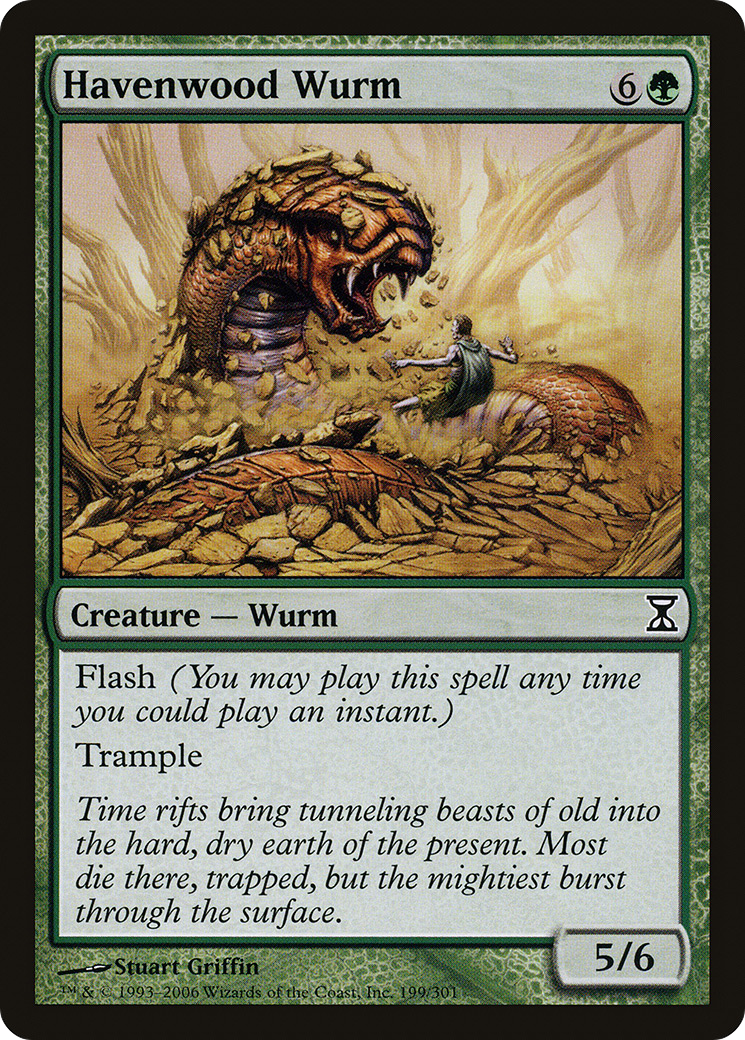 Havenwood Wurm 6
Creature — Wurm
Flash (You may play this spell any time
you could play an instant.)
Trample
Time rifts bring tunneling beasts of old into
the hard, dry earth of the present. Most
die there, trapped, but the mightiest burst
through the surface.
5/6
Stuart Griffin
™ & © 1993–2006 Wizards of the Coast, Inc. 199/301